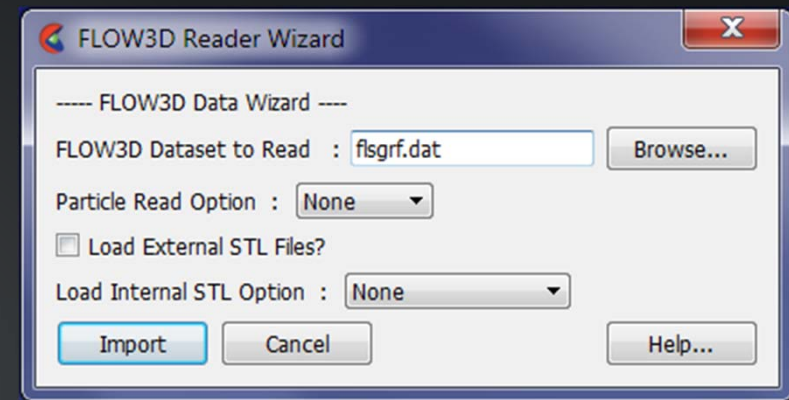 FLOW3D Reader Wizard
----- FLOW3D Data Wizard ----
FLOW3D Dataset to Read : flsgrf.dat Browse...
Particle Read Option : None
Load External STL Files?
Load Internal STL Option : None
Import Cancel Help...